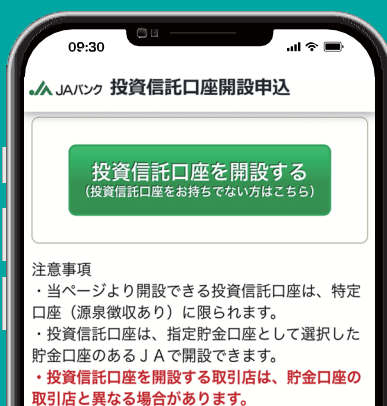 09:30
JAバンク 投資信託口座開設申込
投資信託口座を開設する
(投資信託口座をお持ちでない方はこちら)
注意事項
・当ページより開設できる投資信託口座は、特定
口座（源泉徴収あり）に限られます。
・投資信託口座は、指定貯金口座として選択した
貯金口座のあるＪＡで開設できます。
・投資信託口座を開設する取引店は、貯金口座の
取引店と異なる場合があります。